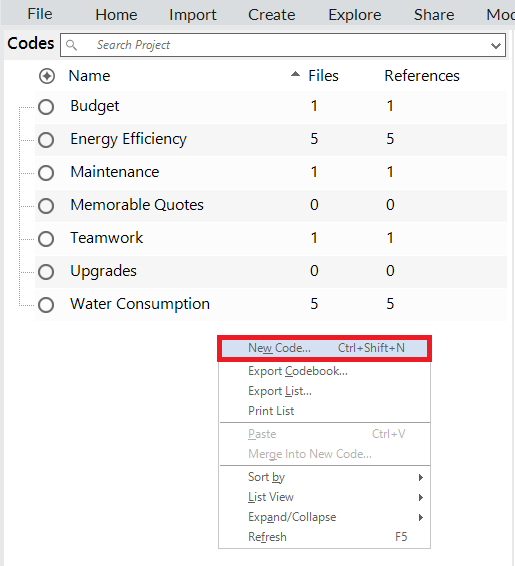 File Home Import Create Explore Share Mod
Codes Search Project
Name Files References
Budget 1 1
Energy Efficiency 5 5
Maintenance 1 1
Memorable Quotes 0 0
Teamwork 1 1
Upgrades 0 0
Water Consumption 5 5
New Code... Ctrl+Shift+N
Export Codebook...
Export List...
Print List
Paste Ctrl+V
Merge Into New Code...
Sort by
List View
Expand/Collapse
Refresh F5